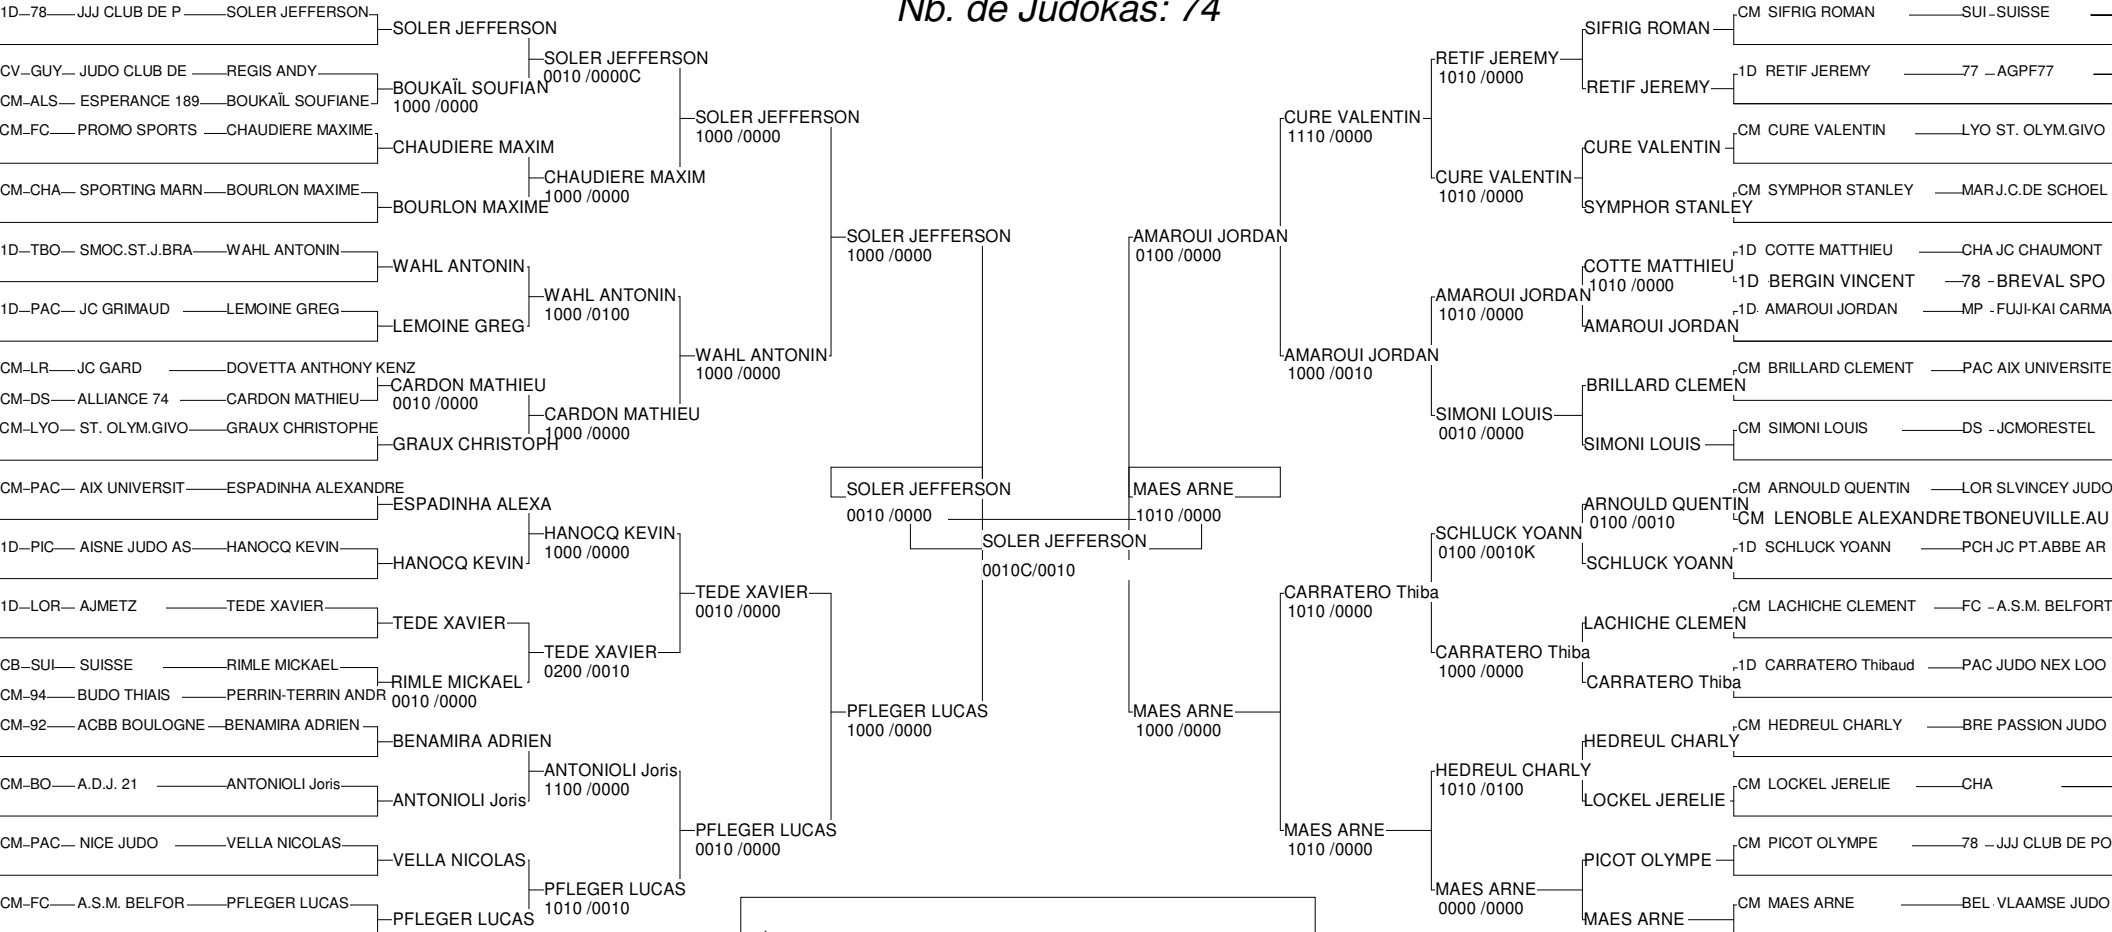 Nb. de Judokas: 74
1D 78 JJJ CLUB DE P SOLER JEFFERSON
CV GUY JUDO CLUB DE REGIS ANDY
CM ALS ESPERANCE 189 BOUKAÏL SOUFIANE
CM FC PROMO SPORTS CHAUDIERE MAXIME
CM CHA SPORTING MARN BOURLON MAXIME
1D TBO SMOC.ST.J.BRA WAHL ANTONIN
1D PAC JC GRIMAUD LEMOINE GREG
CM LR JC GARD DOVETTA ANTHONY KENZ
CM DS ALLIANCE 74 CARDON MATHIEU
CM LYO ST. OLYM.GIVO GRAUX CHRISTOPHE
CM PAC AIX UNIVERSIT ESPADINHA ALEXANDRE
1D PIC AISNE JUDO AS HANOCQ KEVIN
1D LOR AJMETZ TEDE XAVIER
CB SUI SUISSE RIMLE MICKAEL
CM 94 BUDO THIAIS PERRIN-TERRIN ANDR
CM 92 ACBB BOULOGNE BENAMIRA ADRIEN
CM BO A.D.J. 21 ANTONIOLI Joris
CM PAC NICE JUDO VELLA NICOLAS
CM FC A.S.M. BELFOR PFLEGER LUCAS
SOLER JEFFERSON
BOUKAÏL SOUFIAN
1000 /0000
CHAUDIERE MAXIM
BOURLON MAXIME
WAHL ANTONIN
LEMOINE GREG
CARDON MATHIEU
0010 /0000
GRAUX CHRISTOPH
ESPADINHA ALEXA
HANOCQ KEVIN
TEDE XAVIER
RIMLE MICKAEL
0010 /0000
BENAMIRA ADRIEN
ANTONIOLI Joris
VELLA NICOLAS
PFLEGER LUCAS
SOLER JEFFERSON
0010 /0000C
CHAUDIERE MAXIM
1000 /0000
WAHL ANTONIN
1000 /0100
CARDON MATHIEU
1000 /0000
HANOCQ KEVIN
1000 /0000
TEDE XAVIER
0200 /0010
ANTONIOLI Joris
1100 /0000
PFLEGER LUCAS
1010 /0010
SOLER JEFFERSON
1000 /0000
WAHL ANTONIN
1000 /0000
TEDE XAVIER
0010 /0000
PFLEGER LUCAS
0010 /0000
SOLER JEFFERSON
1000 /0000
PFLEGER LUCAS
1000 /0000
SOLER JEFFERSON
0010 /0000
MAES ARNE
1010 /0000
SOLER JEFFERSON
0010C/0010
AMAROUI JORDAN
0100 /0000
MAES ARNE
1000 /0000
CURE VALENTIN
1110 /0000
AMAROUI JORDAN
1000 /0010
CARRATERO Thiba
1010 /0000
MAES ARNE
1010 /0000
RETIF JEREMY
1010 /0000
CURE VALENTIN
1010 /0000
AMAROUI JORDAN
1010 /0000
SIMONI LOUIS
0010 /0000
SCHLUCK YOANN
0100 /0010K
CARRATERO Thiba
1000 /0000
HEDREUL CHARLY
1010 /0100
MAES ARNE
0000 /0000
SIFRIG ROMAN
RETIF JEREMY
CURE VALENTIN
SYMPHOR STANLEY
COTTE MATTHIEU
1010 /0000
AMAROUI JORDAN
BRILLARD CLEMEN
SIMONI LOUIS
ARNOULD QUENTIN
0100 /0010
SCHLUCK YOANN
LACHICHE CLEMEN
CARRATERO Thiba
HEDREUL CHARLY
LOCKEL JERELIE
PICOT OLYMPE
MAES ARNE
CM SIFRIG ROMAN SUI SUISSE
1D RETIF JEREMY 77 AGPF77
CM CURE VALENTIN LYO ST. OLYM.GIVO
CM SYMPHOR STANLEY MAR J.C.DE SCHOEL
1D COTTE MATTHIEU CHA JC CHAUMONT
1D BERGIN VINCENT 78 BREVAL SPO
1D AMAROUI JORDAN MP FUJI-KAI CARMA
CM BRILLARD CLEMENT PAC AIX UNIVERSITE
CM SIMONI LOUIS DS JCMORESTEL
CM ARNOULD QUENTIN LOR SLVINCEY JUDO
CM LENOBLE ALEXANDRE TBO NEUVILLE.AU
1D SCHLUCK YOANN PCH JC PT.ABBE AR
CM LACHICHE CLEMENT FC A.S.M. BELFORT
1D CARRATERO Thibaud PAC JUDO NEX LOO
CM HEDREUL CHARLY BRE PASSION JUDO
CM LOCKEL JERELIE CHA
CM PICOT OLYMPE 78 JJJ CLUB DE PO
CM MAES ARNE BEL VLAAMSE JUDO